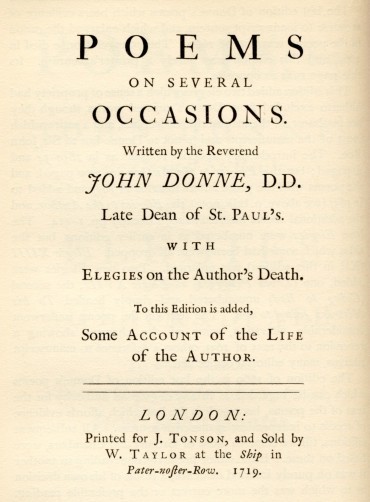 POEMS
ON SEVERAL
OCCASIONS.
Written by the Reverend
JOHN DONNE, D.D.
Late Dean of St. PAUL's.
WITH
ELEGIES on the Author's Death.
To this Edition is added,
Some ACCOUNT of the LIFE
of the AUTHOR.
LONDON:
Printed for J. TONSON, and Sold by
W. TAYLOR at the Ship in
Pater-noſter-Row. 1719.